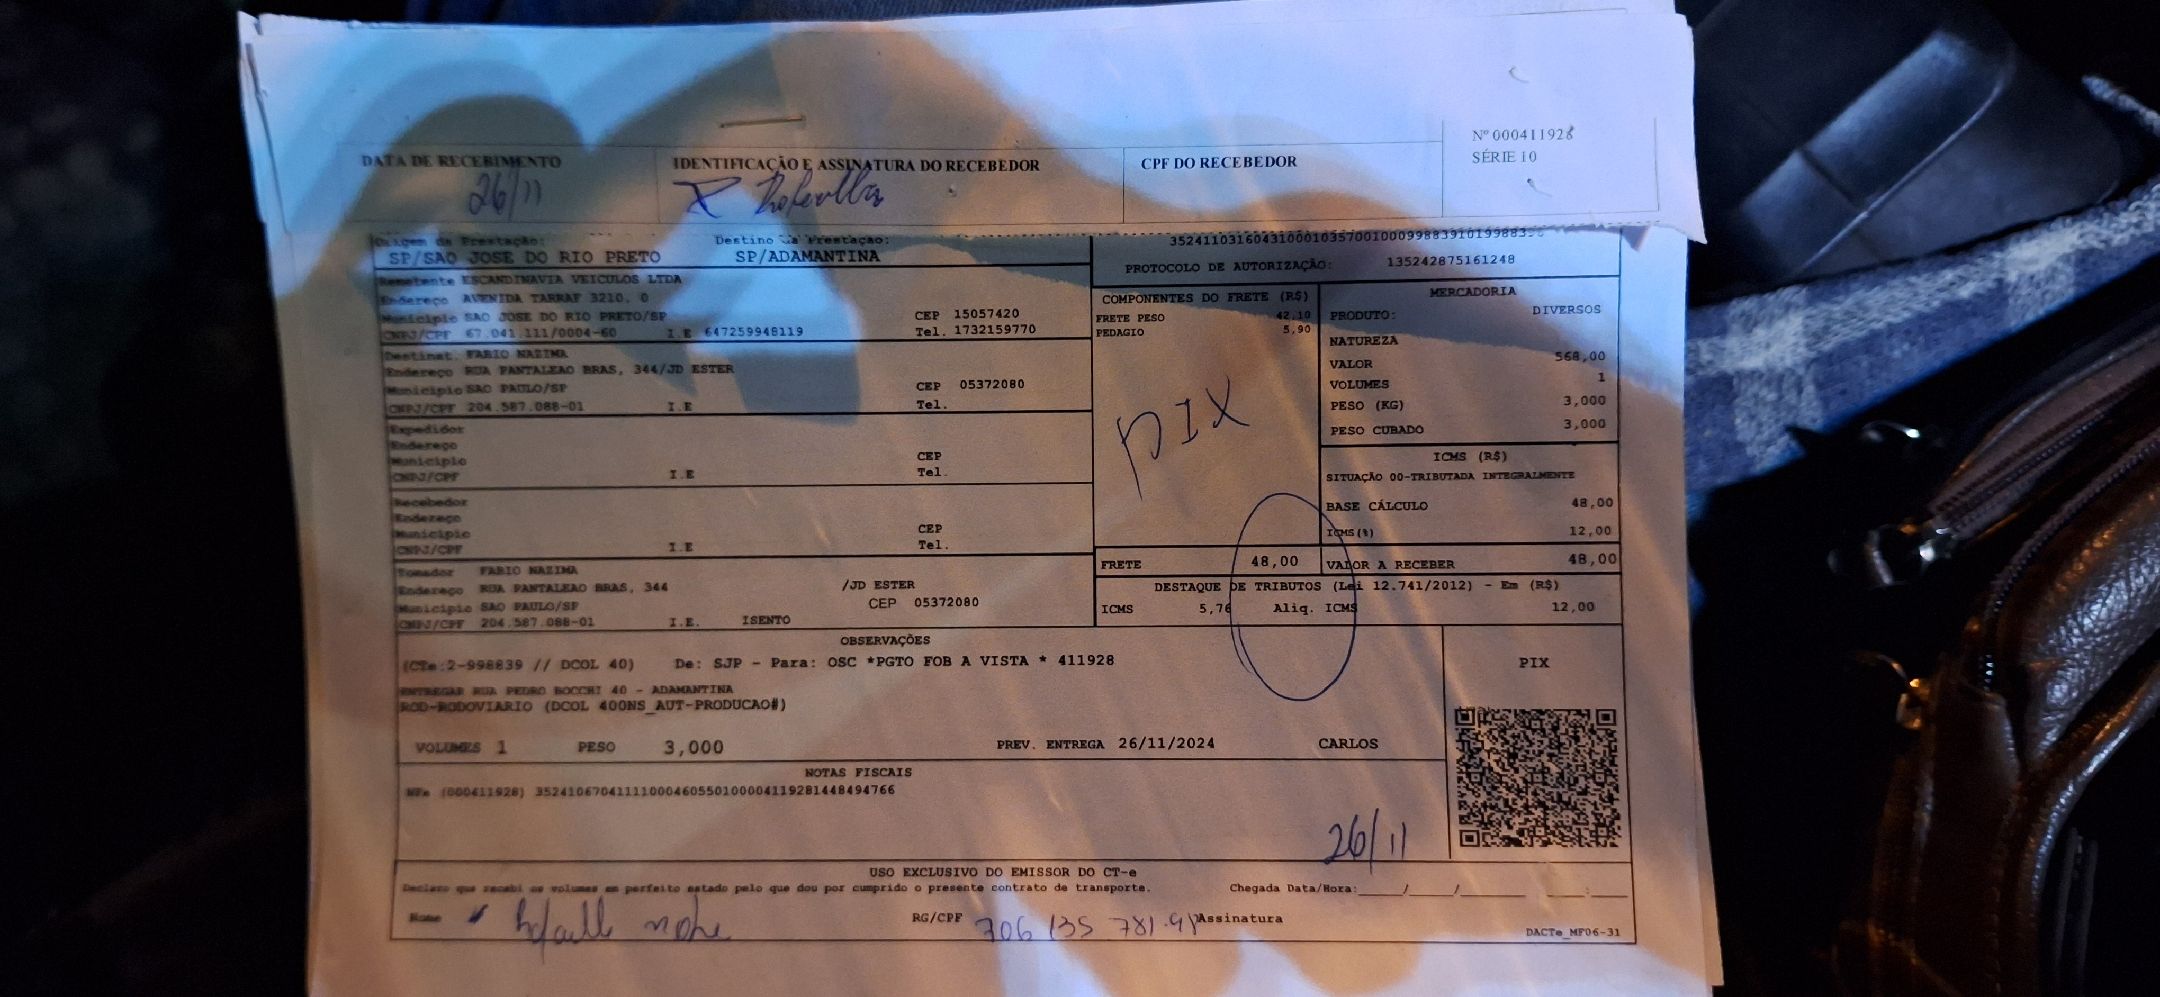 Nº 000411928
SÉRIE 10
DATA DE RECEBIMENTO
IDENTIFICAÇÃO E ASSINATURA DO RECEBEDOR
CPF DO RECEBEDOR
26/11
Origem da Prestação:
Destino da Prestação:
SP/SAO JOSE DO RIO PRETO
SP/ADAMANTINA
PROTOCOLO DE AUTORIZAÇÃO: 135242875161248
Remetente ESCANDINAVIA VEICULOS LTDA
Endereço AVENIDA TARRAF 3210, 0
Municipio SAO JOSE DO RIO PRETO/SP CEP 15057420
CNPJ/CPF 67.041.111/0004-60 I.E 647259948119 Tel. 1732159770
Destinat. FABIO NAZIMA
Endereço RUA PANTALEAO BRAS, 344/JD ESTER
Municipio SAO PAULO/SP CEP 05372080
CNPJ/CPF 204.587.088-01 I.E Tel.
Expedidor
Endereço
Municipio CEP
CNPJ/CPF I.E Tel.
Recebedor
Endereço
Municipio CEP
CNPJ/CPF I.E Tel.
Tomador FABIO NAZIMA
Endereço RUA PANTALEAO BRAS, 344 /JD ESTER
Municipio SAO PAULO/SP CEP 05372080
CNPJ/CPF 204.587.088-01 I.E. ISENTO
COMPONENTES DO FRETE (R$)
FRETE PESO 42,10
PEDAGIO 5,90
PIX
FRETE 48,00
MERCADORIA
PRODUTO: DIVERSOS
NATUREZA
VALOR 568,00
VOLUMES 1
PESO (KG) 3,000
PESO CUBADO 3,000
ICMS (R$)
SITUAÇÃO 00-TRIBUTADA INTEGRALMENTE
BASE CÁLCULO 48,00
ICMS(%) 12,00
VALOR A RECEBER 48,00
DESTAQUE DE TRIBUTOS (Lei 12.741/2012) - Em (R$)
ICMS 5,76 Aliq. ICMS 12,00
OBSERVAÇÕES
(CTe:2-998839 // DCOL 40) De: SJP - Para: OSC *PGTO FOB A VISTA * 411928
ENTREGAR RUA PEDRO BOCCHI 40 - ADAMANTINA
ROD-RODOVIARIO (DCOL 400NS_AUT-PRODUCAO#)
VOLUMES 1 PESO 3,000 PREV. ENTREGA 26/11/2024 CARLOS
PIX
NOTAS FISCAIS
NFe (000411928) 35241067041111000460550100004119281448494766
26/11
USO EXCLUSIVO DO EMISSOR DO CT-e
Declaro que recebi os volumes em perfeito estado pelo que dou por cumprido o presente contrato de transporte. Chegada Data/Hora:____/____/____ ___:___
Nome
RG/CPF 706 135 781.91
Assinatura
DACTe_MF06-31